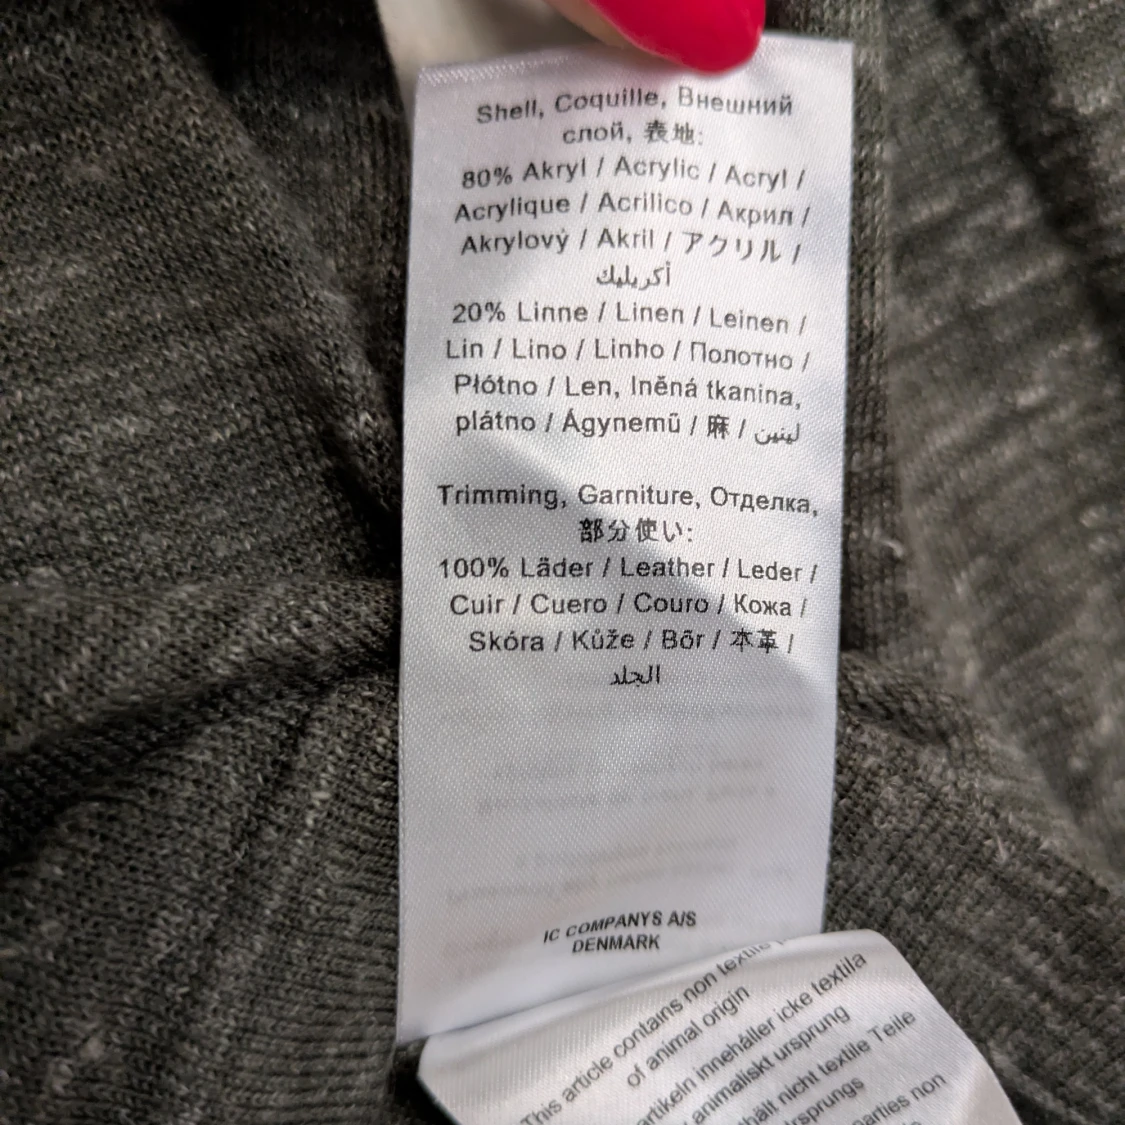 Shell, Coquille, Внешний
слой, 表地:
80% Akryl / Acrylic / Acryl /
Acrylique / Acrilico / Акрил /
Akrylový / Akril / アクリル /
أكريليك
20% Linne / Linen / Leinen /
Lin / Lino / Linho / Полотно /
Płótno / Len, lněná tkanina,
plátno / Ágynemű / 麻 / لينين
Trimming, Garniture, Отделка,
部分使い:
100% Läder / Leather / Leder /
Cuir / Cuero / Couro / Кожа /
Skóra / Kůže / Bőr / 本革 /
الجلد
IC COMPANYS A/S
DENMARK
This article contains non textile
of animal origin
artikeln innehåller icke textila
animaliskt ursprung
nicht textile Teile
non